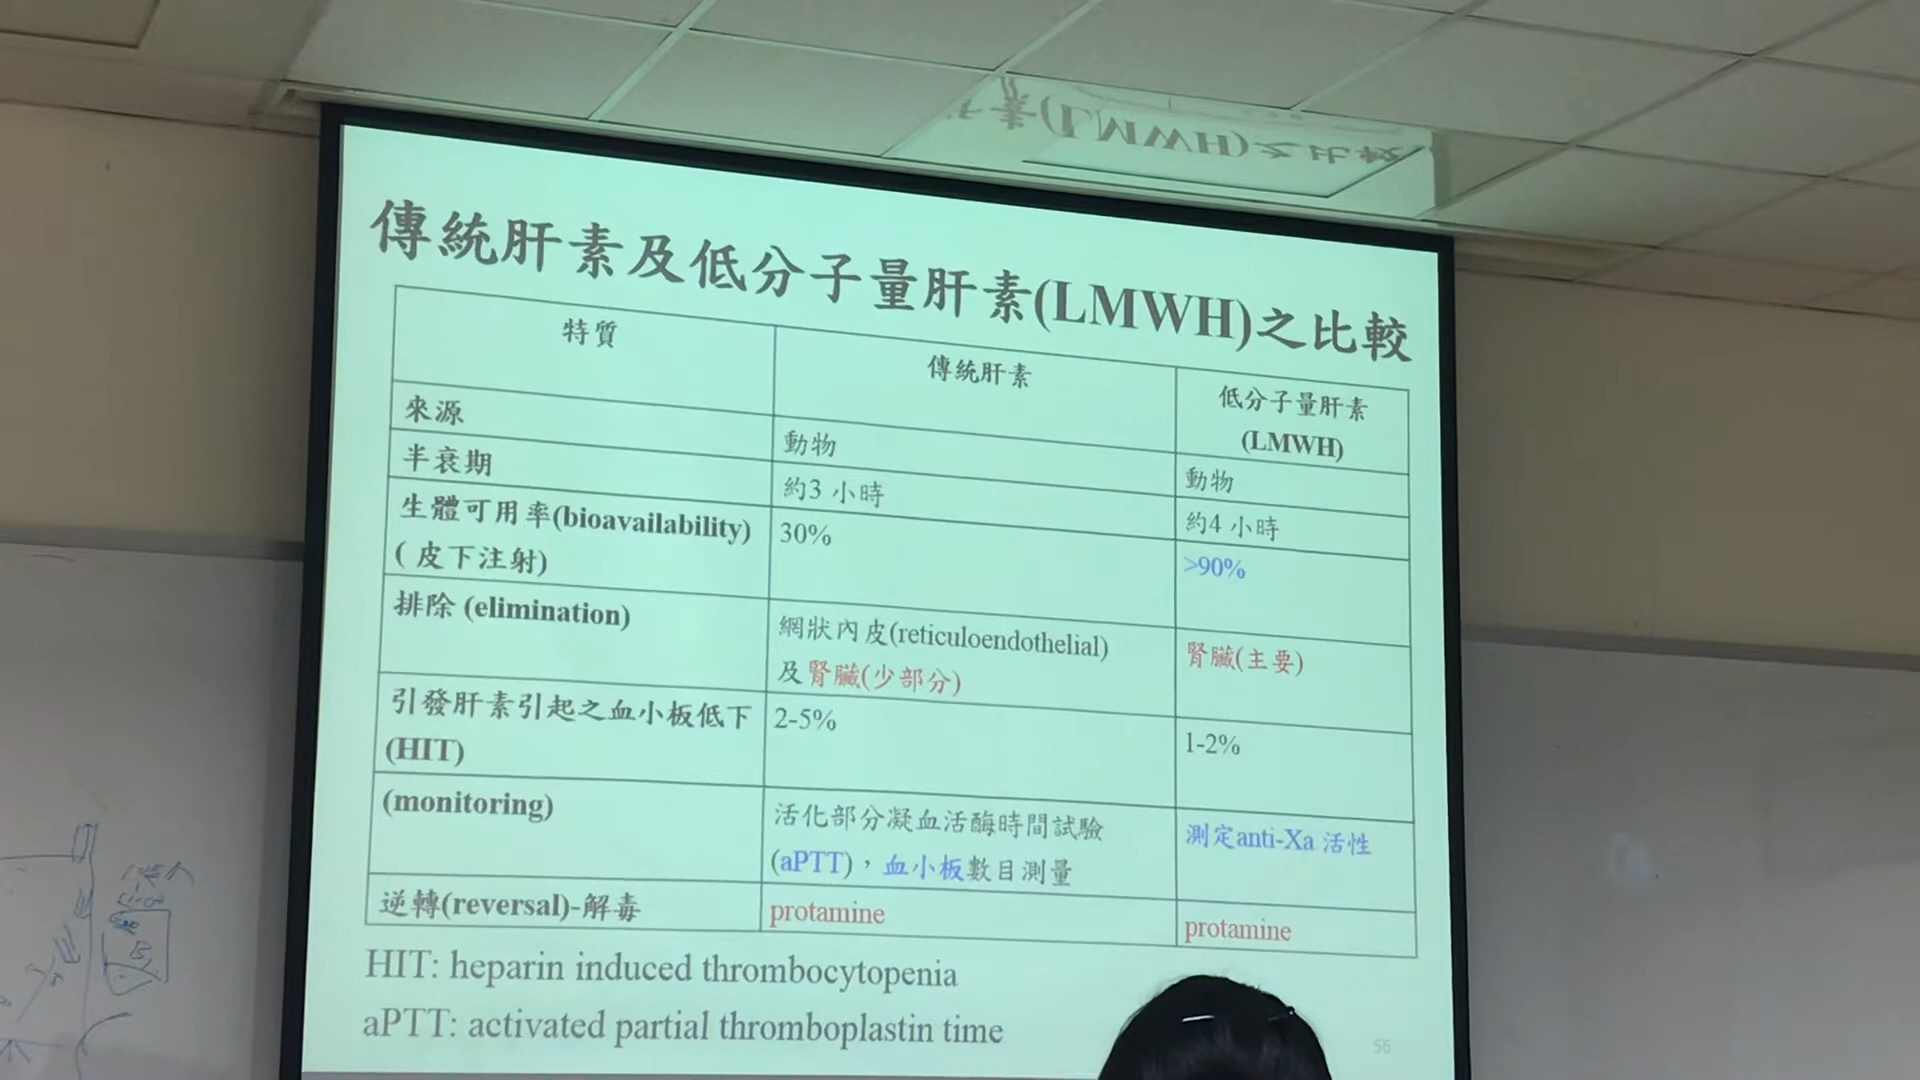 傳統肝素及低分子量肝素(LMWH)之比較
特質
傳統肝素
低分子量肝素
(LMWH)
來源
動物
動物
半衰期
約3 小時
約4 小時
生體可用率(bioavailability)
( 皮下注射)
30%
>90%
排除 (elimination)
網狀內皮(reticuloendothelial)
及腎臟(少部分)
腎臟(主要)
引發肝素引起之血小板低下
(HIT)
2-5%
1-2%
(monitoring)
活化部分凝血活酶時間試驗
(aPTT)，血小板數目測量
測定anti-Xa 活性
逆轉(reversal)-解毒
protamine
protamine
HIT: heparin induced thrombocytopenia
aPTT: activated partial thromboplastin time
56